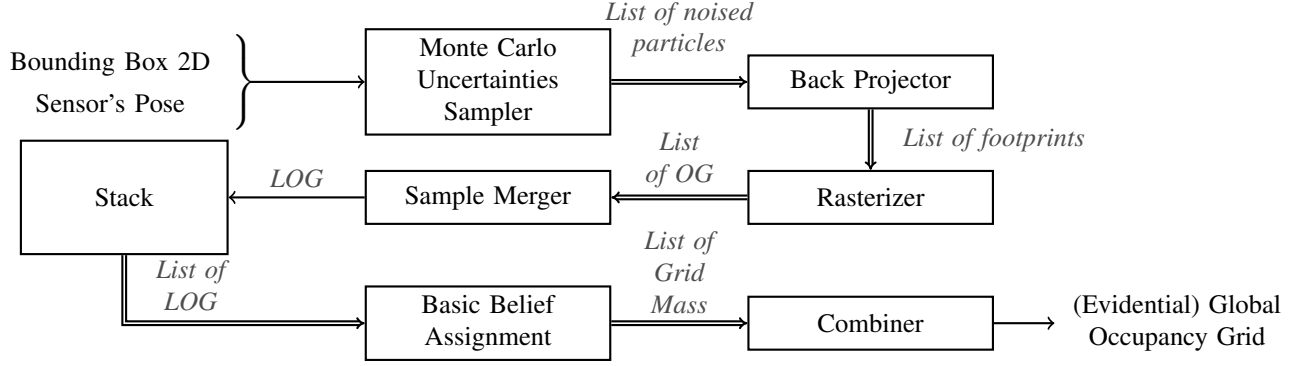 Bounding Box 2D
Sensor's Pose
Monte Carlo
Uncertainties
Sampler
List of noised
particles
Back Projector
List of footprints
Rasterizer
List
of OG
Sample Merger
LOG
Stack
List of
LOG
Basic Belief
Assignment
List of
Grid
Mass
Combiner
(Evidential) Global
Occupancy Grid